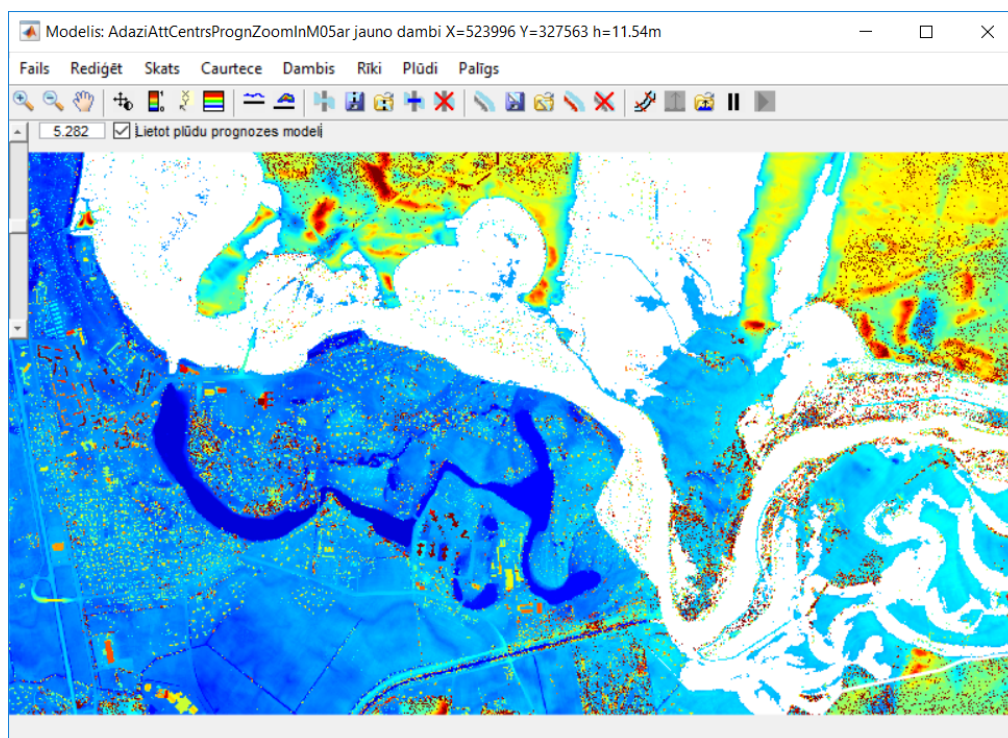 Modelis: AdaziAttCentrsPrognZoomInM05ar jauno dambi X=523996 Y=327563 h=11.54m
Fails Rediģēt Skats Caurtece Dambis Rīki Plūdi Palīgs
5.282 Lietot plūdu prognozes modeli